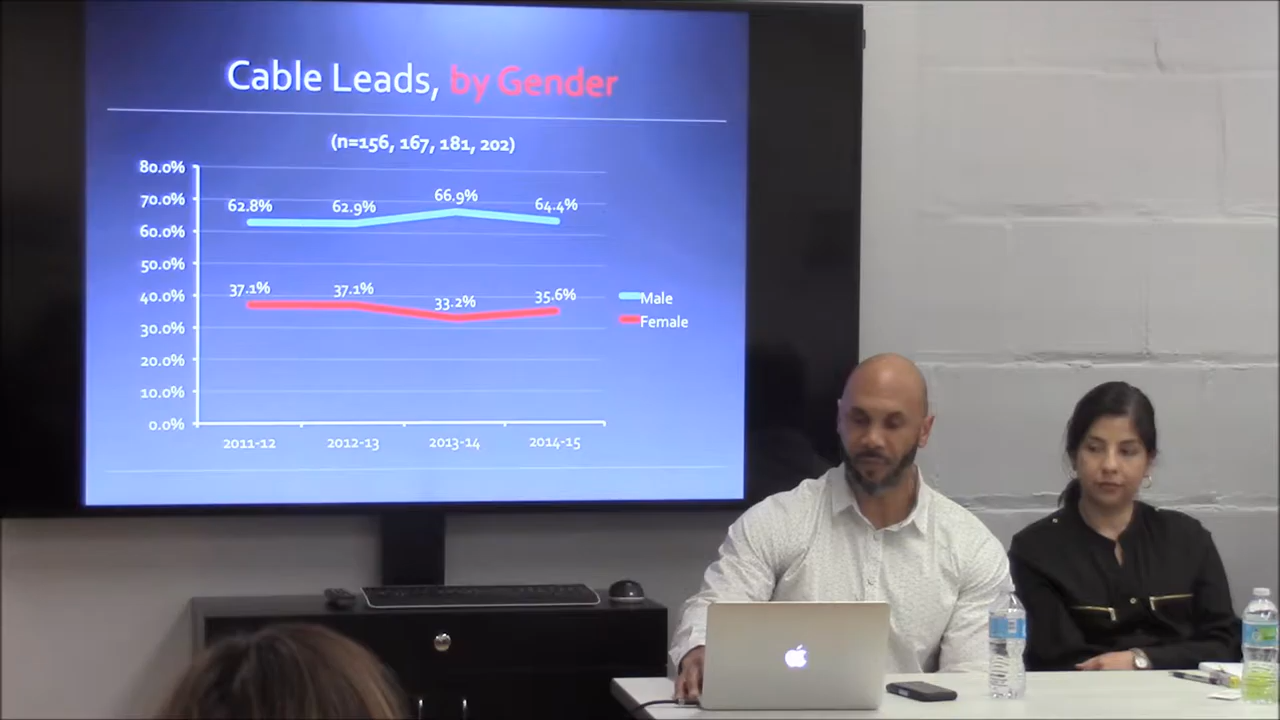 Cable Leads, by Gender
(n=156, 167, 181, 202)
80.0%
70.0%
60.0%
50.0%
40.0%
30.0%
20.0%
10.0%
0.0%
62.8% 62.9% 66.9% 64.4%
37.1% 37.1% 33.2% 35.6%
Male
Female
2011-12 2012-13 2013-14 2014-15